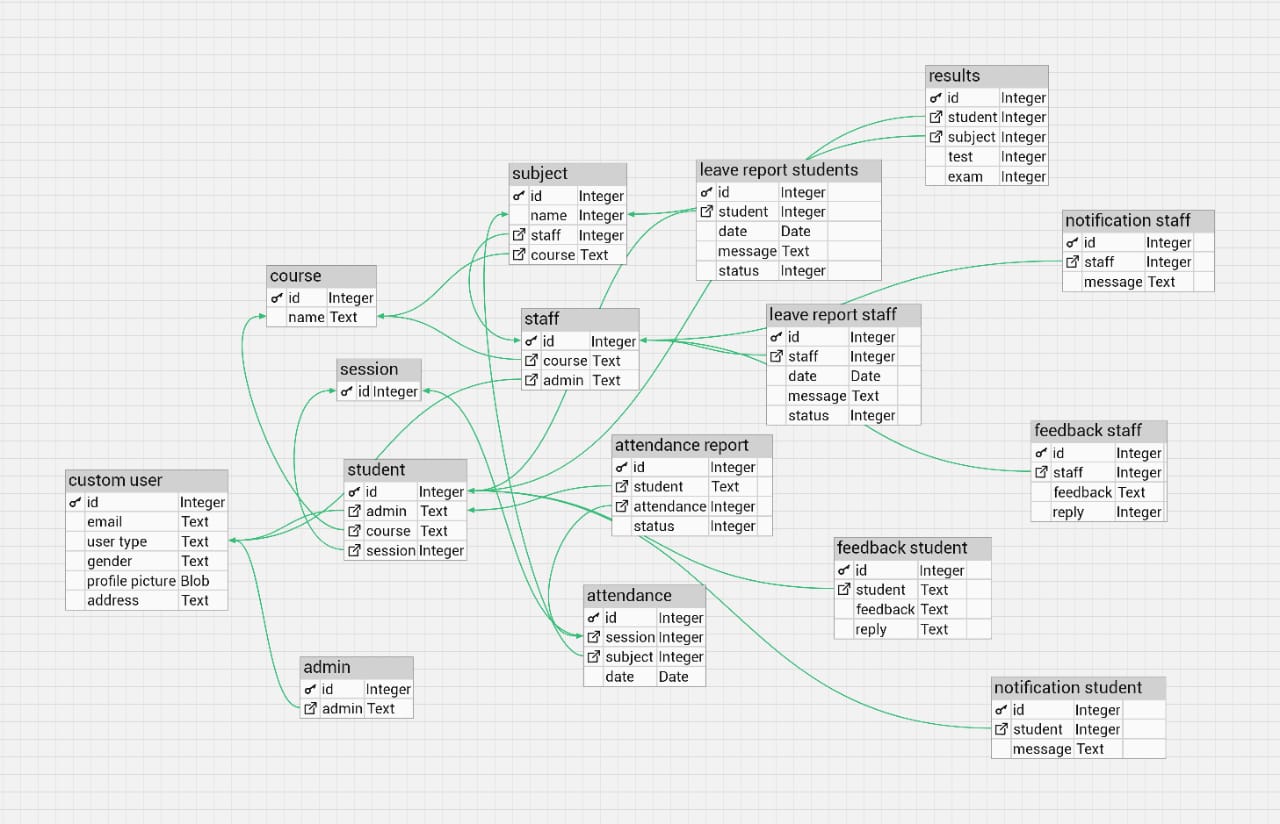 results
id Integer
student Integer
subject Integer
test Integer
exam Integer
subject
id Integer
name Integer
staff Integer
course Text
leave report students
id Integer
student Integer
date Date
message Text
status Integer
notification staff
id Integer
staff Integer
message Text
course
id Integer
name Text
staff
id Integer
course Text
admin Text
leave report staff
id Integer
staff Integer
date Date
message Text
status Integer
session
id Integer
feedback staff
id Integer
staff Integer
feedback Text
reply Integer
attendance report
id Integer
student Text
attendance Integer
status Integer
student
id Integer
admin Text
course Text
session Integer
custom user
id Integer
email Text
user type Text
gender Text
profile picture Blob
address Text
feedback student
id Integer
student Text
feedback Text
reply Text
attendance
id Integer
session Integer
subject Integer
date Date
admin
id Integer
admin Text
notification student
id Integer
student Integer
message Text